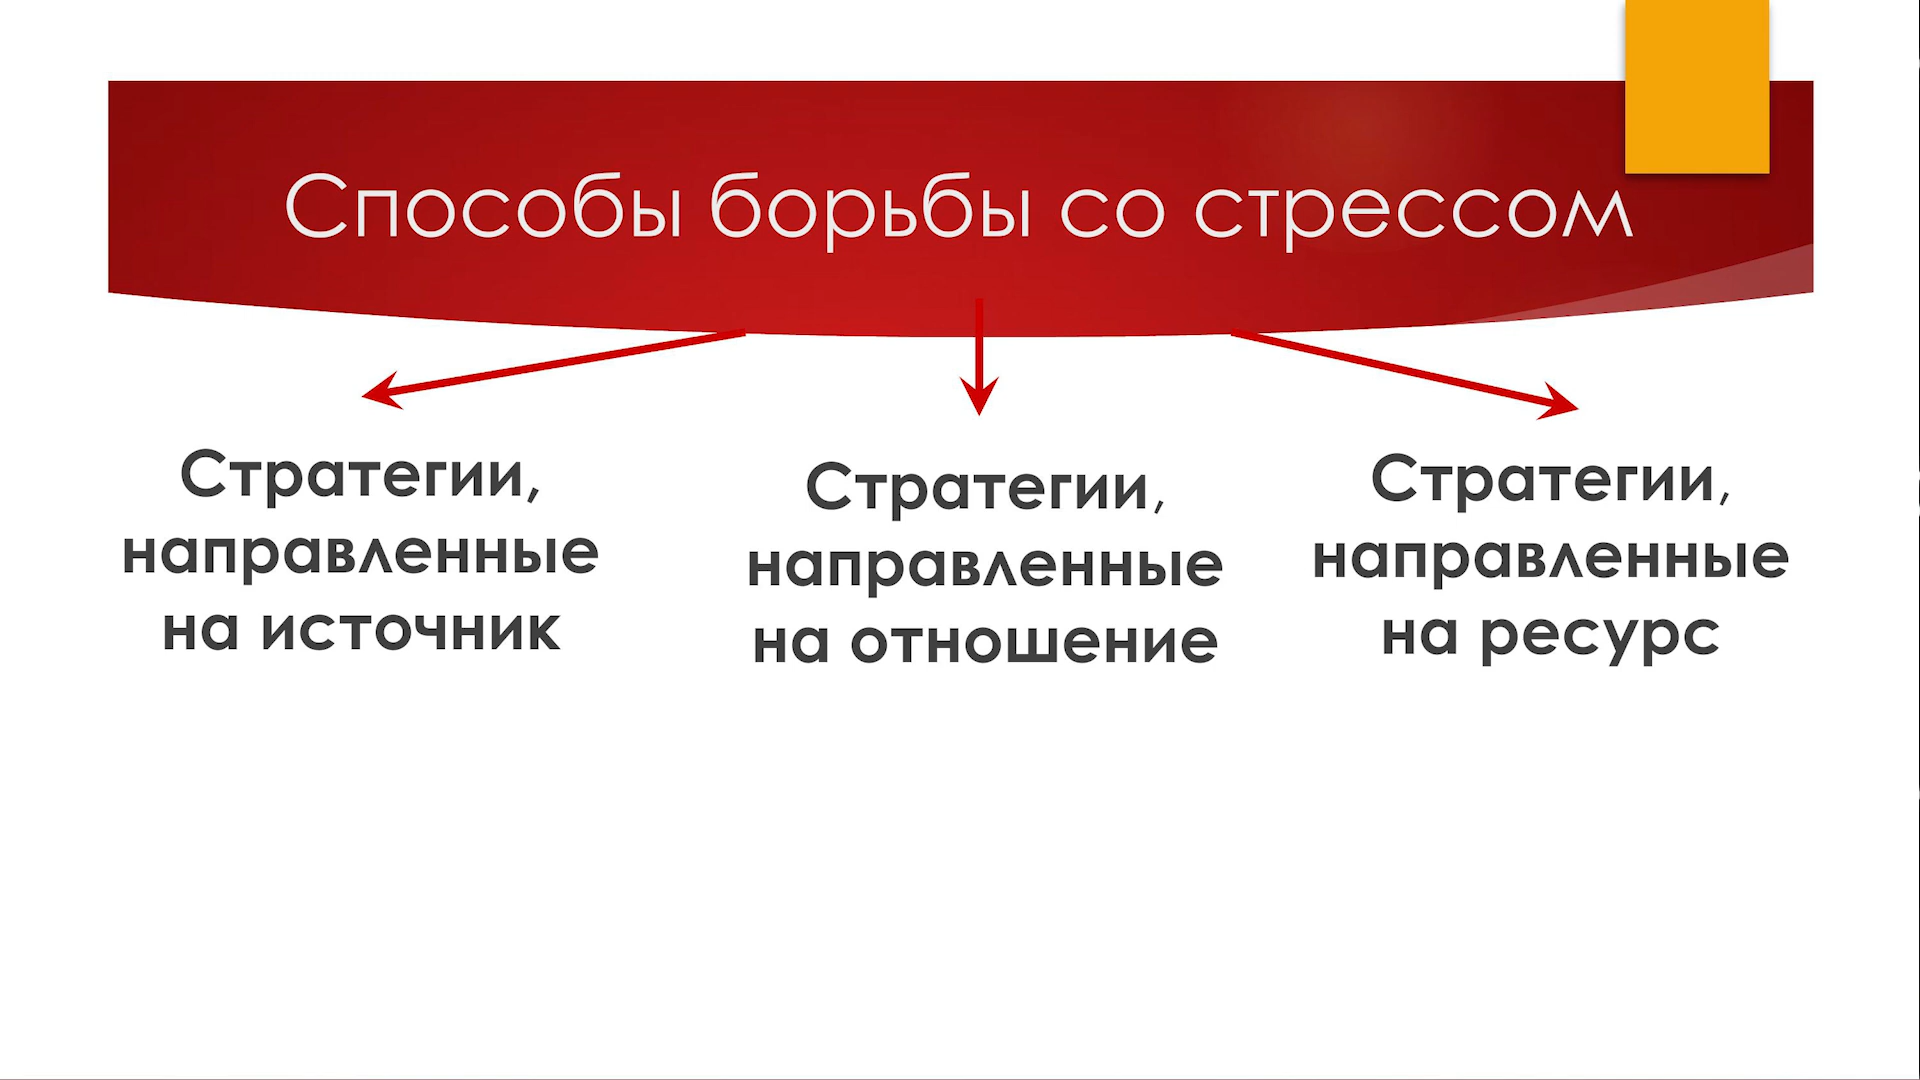 Способы борьбы со стрессом
Стратегии,
направленные
на источник
Стратегии,
направленные
на отношение
Стратегии,
направленные
на ресурс